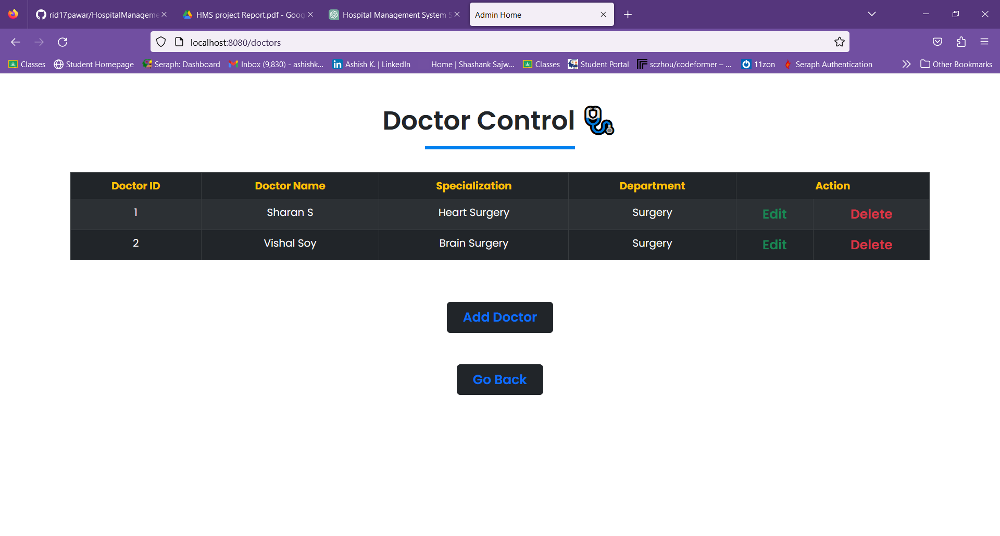 rid17pawar/HospitalManageme
HMS project Report.pdf - Goog
Hospital Management System S
Admin Home
localhost:8080/doctors
Classes
Student Homepage
Seraph: Dashboard
Inbox (9,830) - ashishk...
Ashish K. | LinkedIn
Home | Shashank Sajw...
Classes
Student Portal
sczhou/codeformer – ...
11zon
Seraph Authentication
Other Bookmarks
Doctor Control
Doctor ID Doctor Name Specialization Department Action
1 Sharan S Heart Surgery Surgery Edit Delete
2 Vishal Soy Brain Surgery Surgery Edit Delete
Add Doctor
Go Back